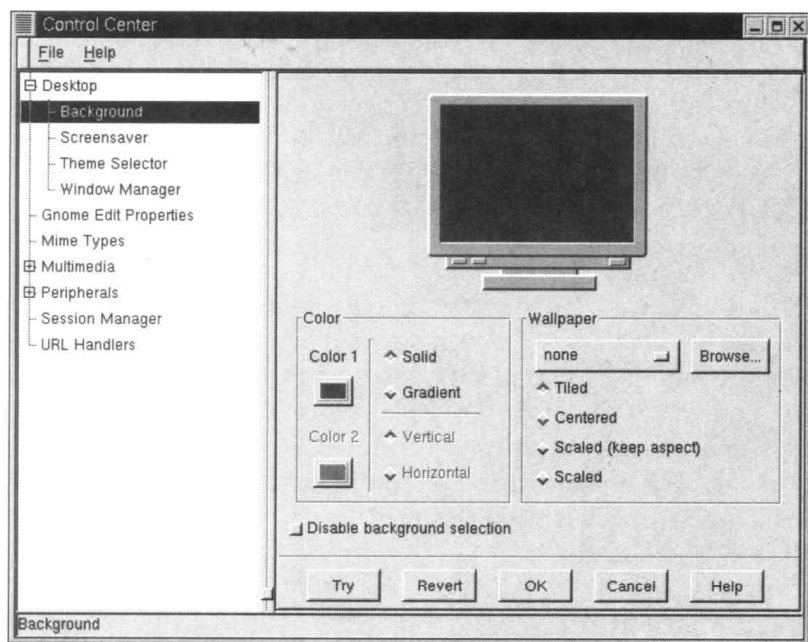 Control Center
File Help
Desktop
Background
Screensaver
Theme Selector
Window Manager
Gnome Edit Properties
Mime Types
Multimedia
Peripherals
Session Manager
URL Handlers
Color
Color 1
Solid
Gradient
Color 2
Vertical
Horizontal
Wallpaper
none Browse...
Tiled
Centered
Scaled (keep aspect)
Scaled
Disable background selection
Try Revert OK Cancel Help
Background